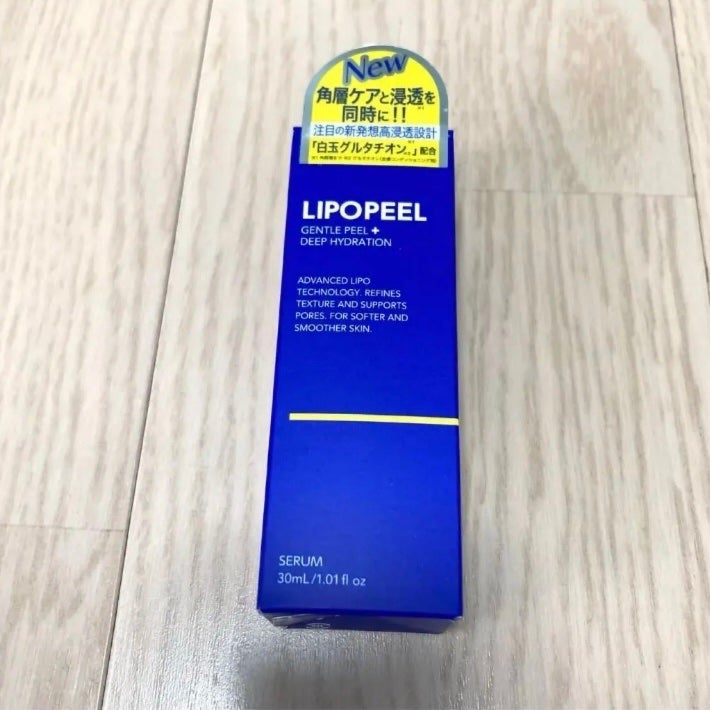 New
角層ケアと浸透を
同時に!!
注目の新発想高浸透設計
「白玉グルタチオン」配合
LIPOPEEL
GENTLE PEEL +
DEEP HYDRATION
ADVANCED LIPO
TECHNOLOGY. REFINES
TEXTURE AND SUPPORTS
PORES. FOR SOFTER AND
SMOOTHER SKIN.
SERUM
30mL/1.01 fl oz